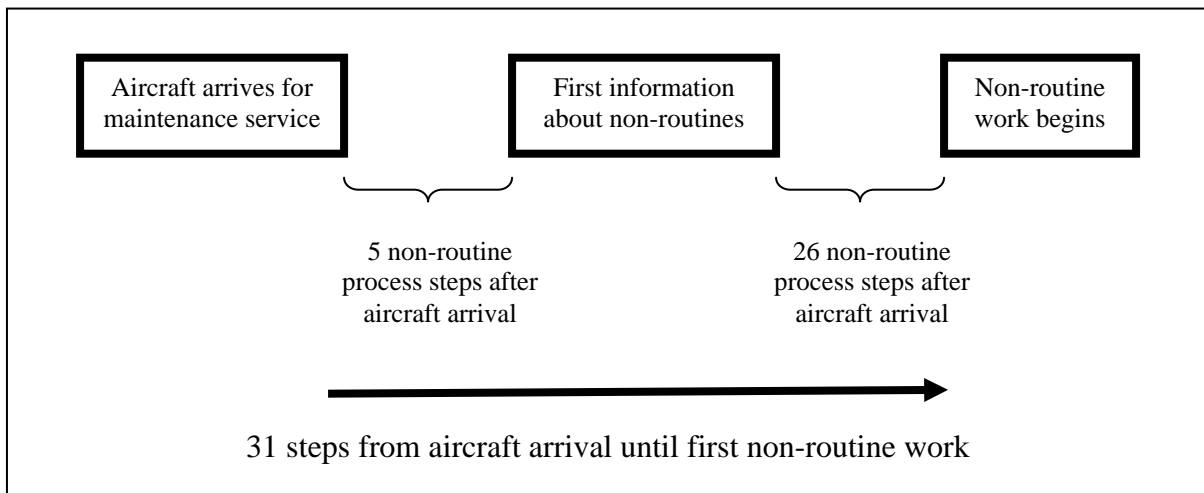 Aircraft arrives for
maintenance service
First information
about non-routines
Non-routine
work begins
5 non-routine
process steps after
aircraft arrival
26 non-routine
process steps after
aircraft arrival
31 steps from aircraft arrival until first non-routine work